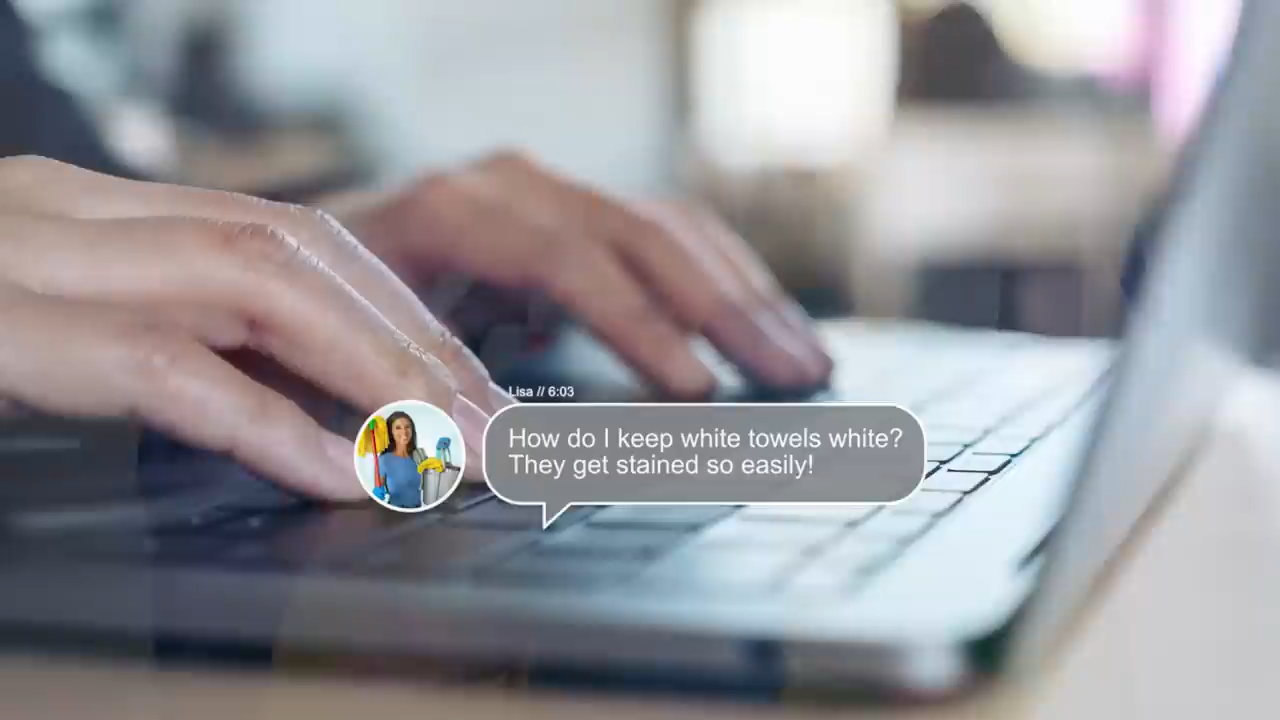 Lisa // 6:03
How do I keep white towels white?
They get stained so easily!